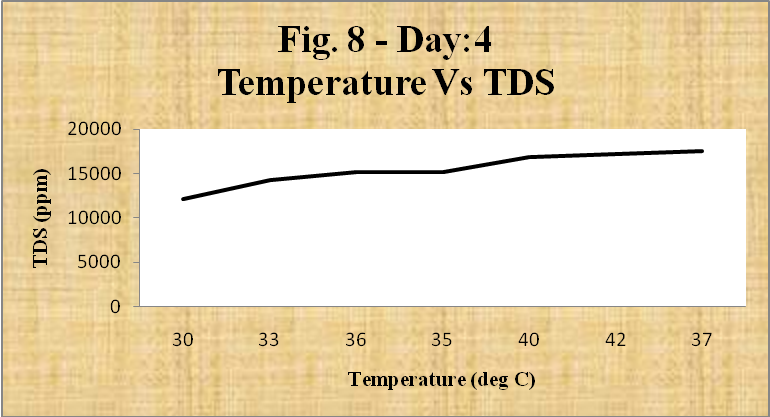 Fig. 8 - Day:4
Temperature Vs TDS
20000
15000
10000
5000
0
TDS (ppm)
30 33 36 35 40 42 37
Temperature (deg C)